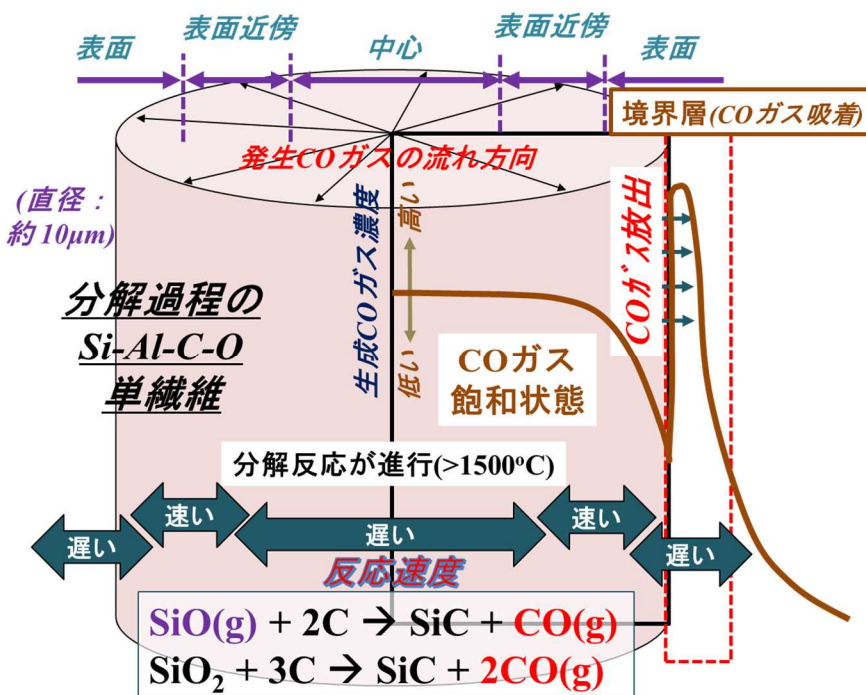 表面
表面近傍
中心
表面近傍
表面
境界層(COガス吸着)
発生COガスの流れ方向
(直径：
約10μm)
生成COガス濃度
高い
低い
COガス放出
分解過程の
Si-Al-C-O
単繊維
COガス
飽和状態
分解反応が進行(>1500°C)
遅い
速い
遅い
速い
遅い
反応速度
SiO(g) + 2C → SiC + CO(g)
SiO₂ + 3C → SiC + 2CO(g)